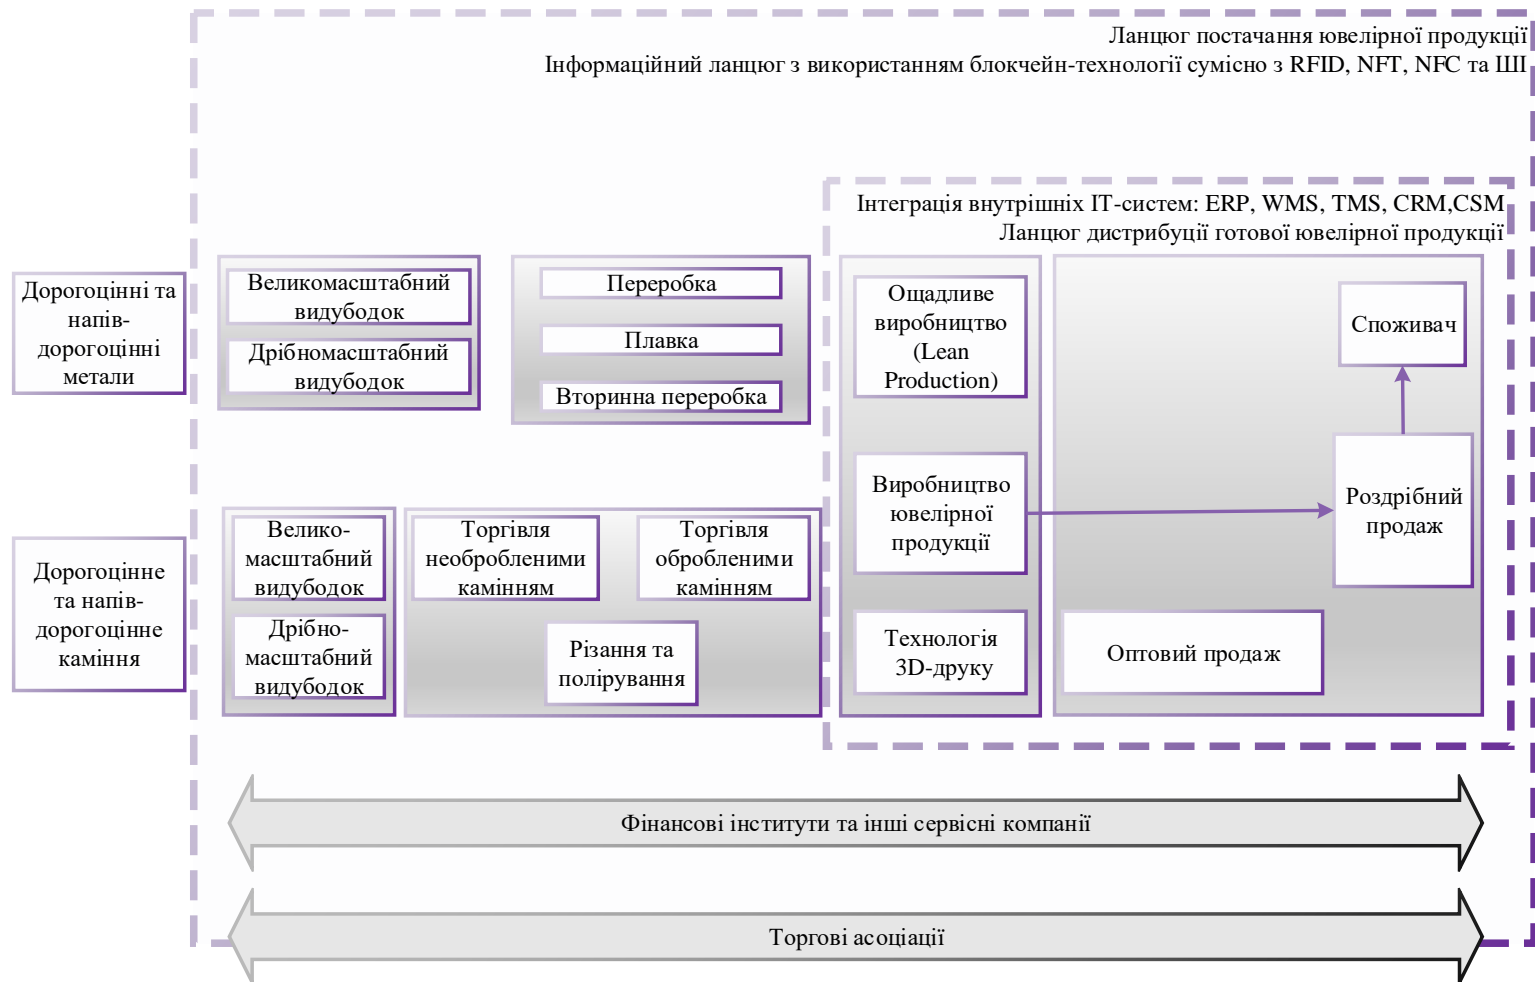 Ланцюг постачання ювелірної продукції
Інформаційний ланцюг з використанням блокчейн-технології сумісно з RFID, NFT, NFC та ШІ
Інтеграція внутрішніх ІТ-систем: ERP, WMS, TMS, CRM,CSM
Ланцюг дистрибуції готової ювелірної продукції
Дорогоцінні та
напів-
дорогоцінні
метали
Великомасштабний
видубодок
Дрібномасштабний
видубодок
Переробка
Плавка
Вторинна переробка
Ощадливе
виробництво
(Lean
Production)
Споживач
Дорогоцінне
та напів-
дорогоцінне
каміння
Велико-
масштабний
видубодок
Дрібно-
масштабний
видубодок
Торгівля
необробленими
камінням
Торгівля
обробленими
камінням
Різання та
полірування
Виробництво
ювелірної
продукції
Технологія
3D-друку
Роздрібний
продаж
Оптовий продаж
Фінансові інститути та інші сервісні компанії
Торгові асоціації